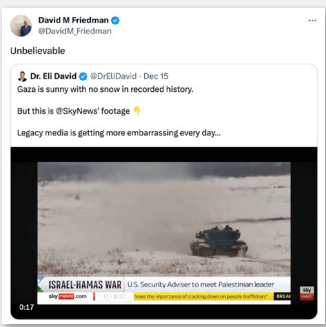 David M Friedman
@DavidM_Friedman
Unbelievable
Dr. Eli David @DrEliDavid · Dec 15
Gaza is sunny with no snow in recorded history.
But this is @SkyNews' footage 👇
Legacy media is getting more embarrassing every day...
ISRAEL-HAMAS WAR U.S. Security Adviser to meet Palestinian leader
sky news.com the importance of cracking down on people traffickers" BREAK
sky news
0:17